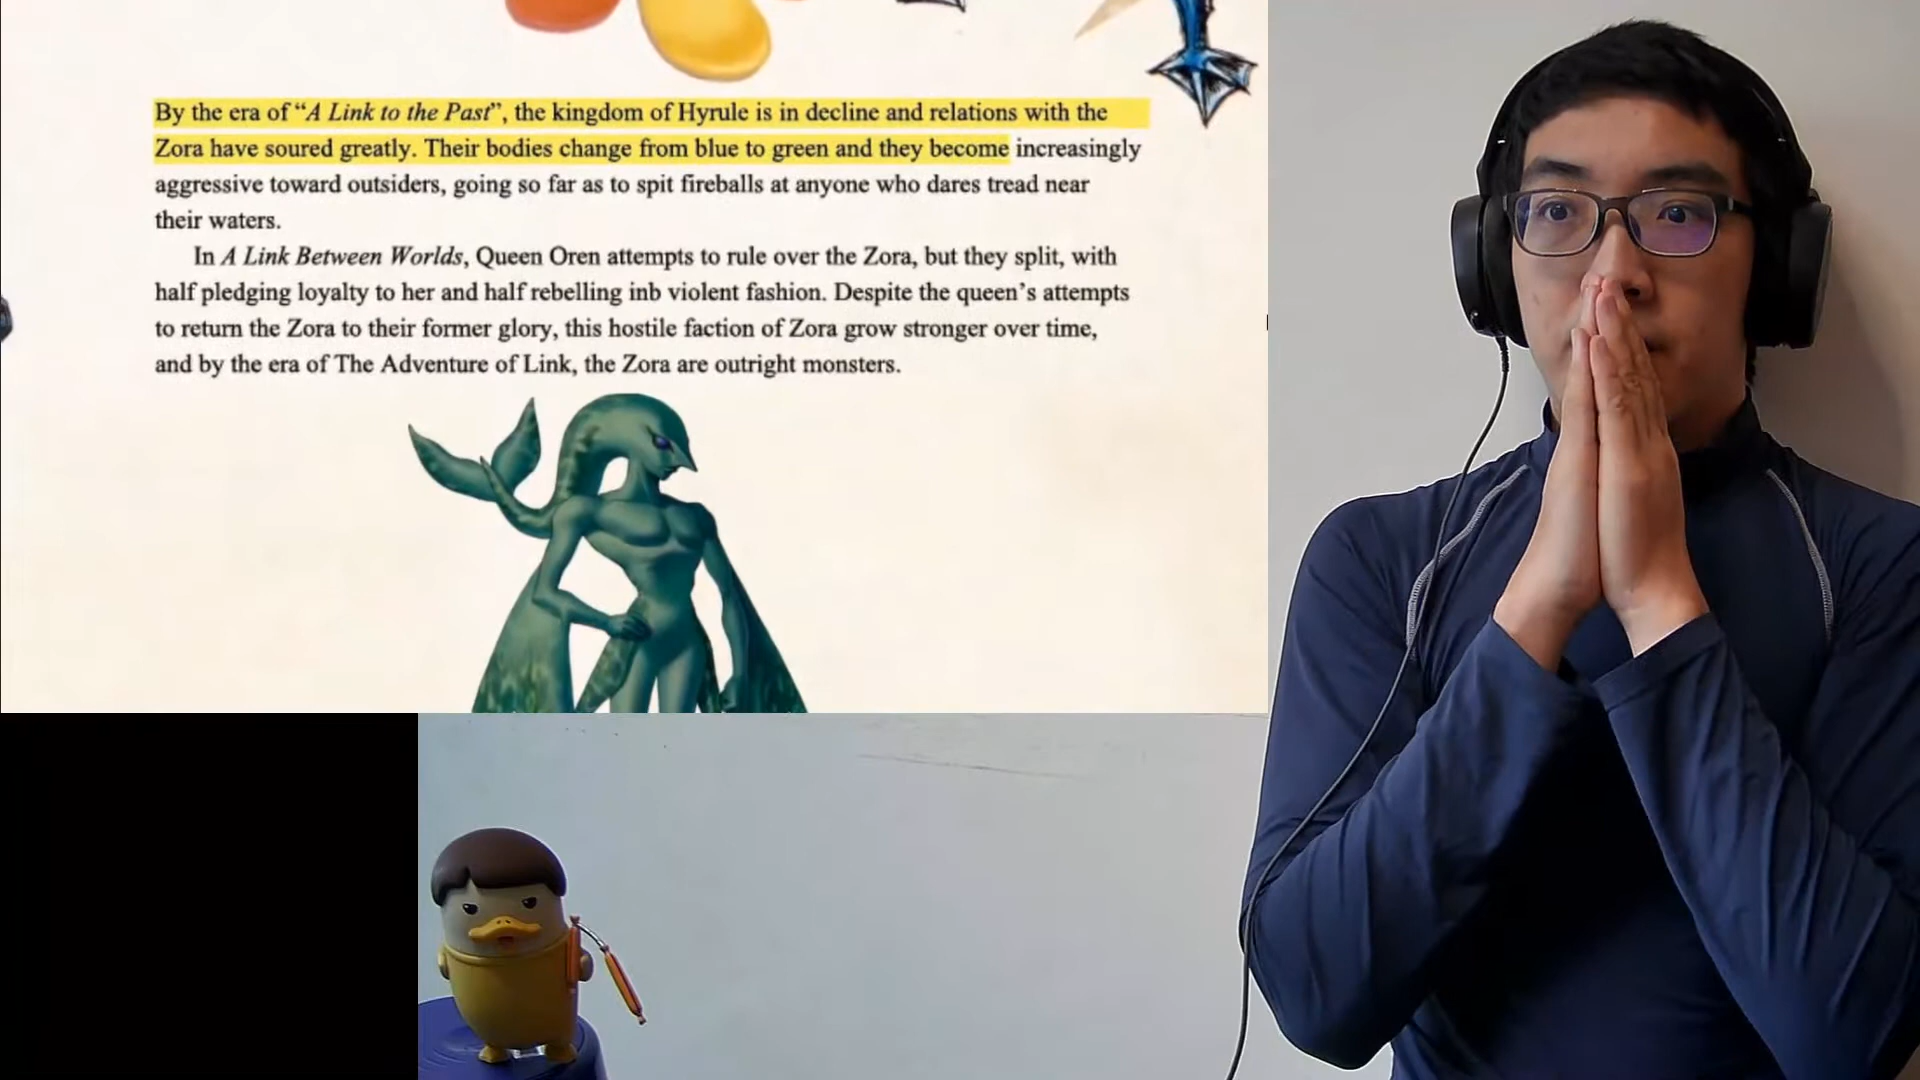 By the era of “A Link to the Past”, the kingdom of Hyrule is in decline and relations with the
Zora have soured greatly. Their bodies change from blue to green and they become increasingly
aggressive toward outsiders, going so far as to spit fireballs at anyone who dares tread near
their waters.
In A Link Between Worlds, Queen Oren attempts to rule over the Zora, but they split, with
half pledging loyalty to her and half rebelling inb violent fashion. Despite the queen’s attempts
to return the Zora to their former glory, this hostile faction of Zora grow stronger over time,
and by the era of The Adventure of Link, the Zora are outright monsters.